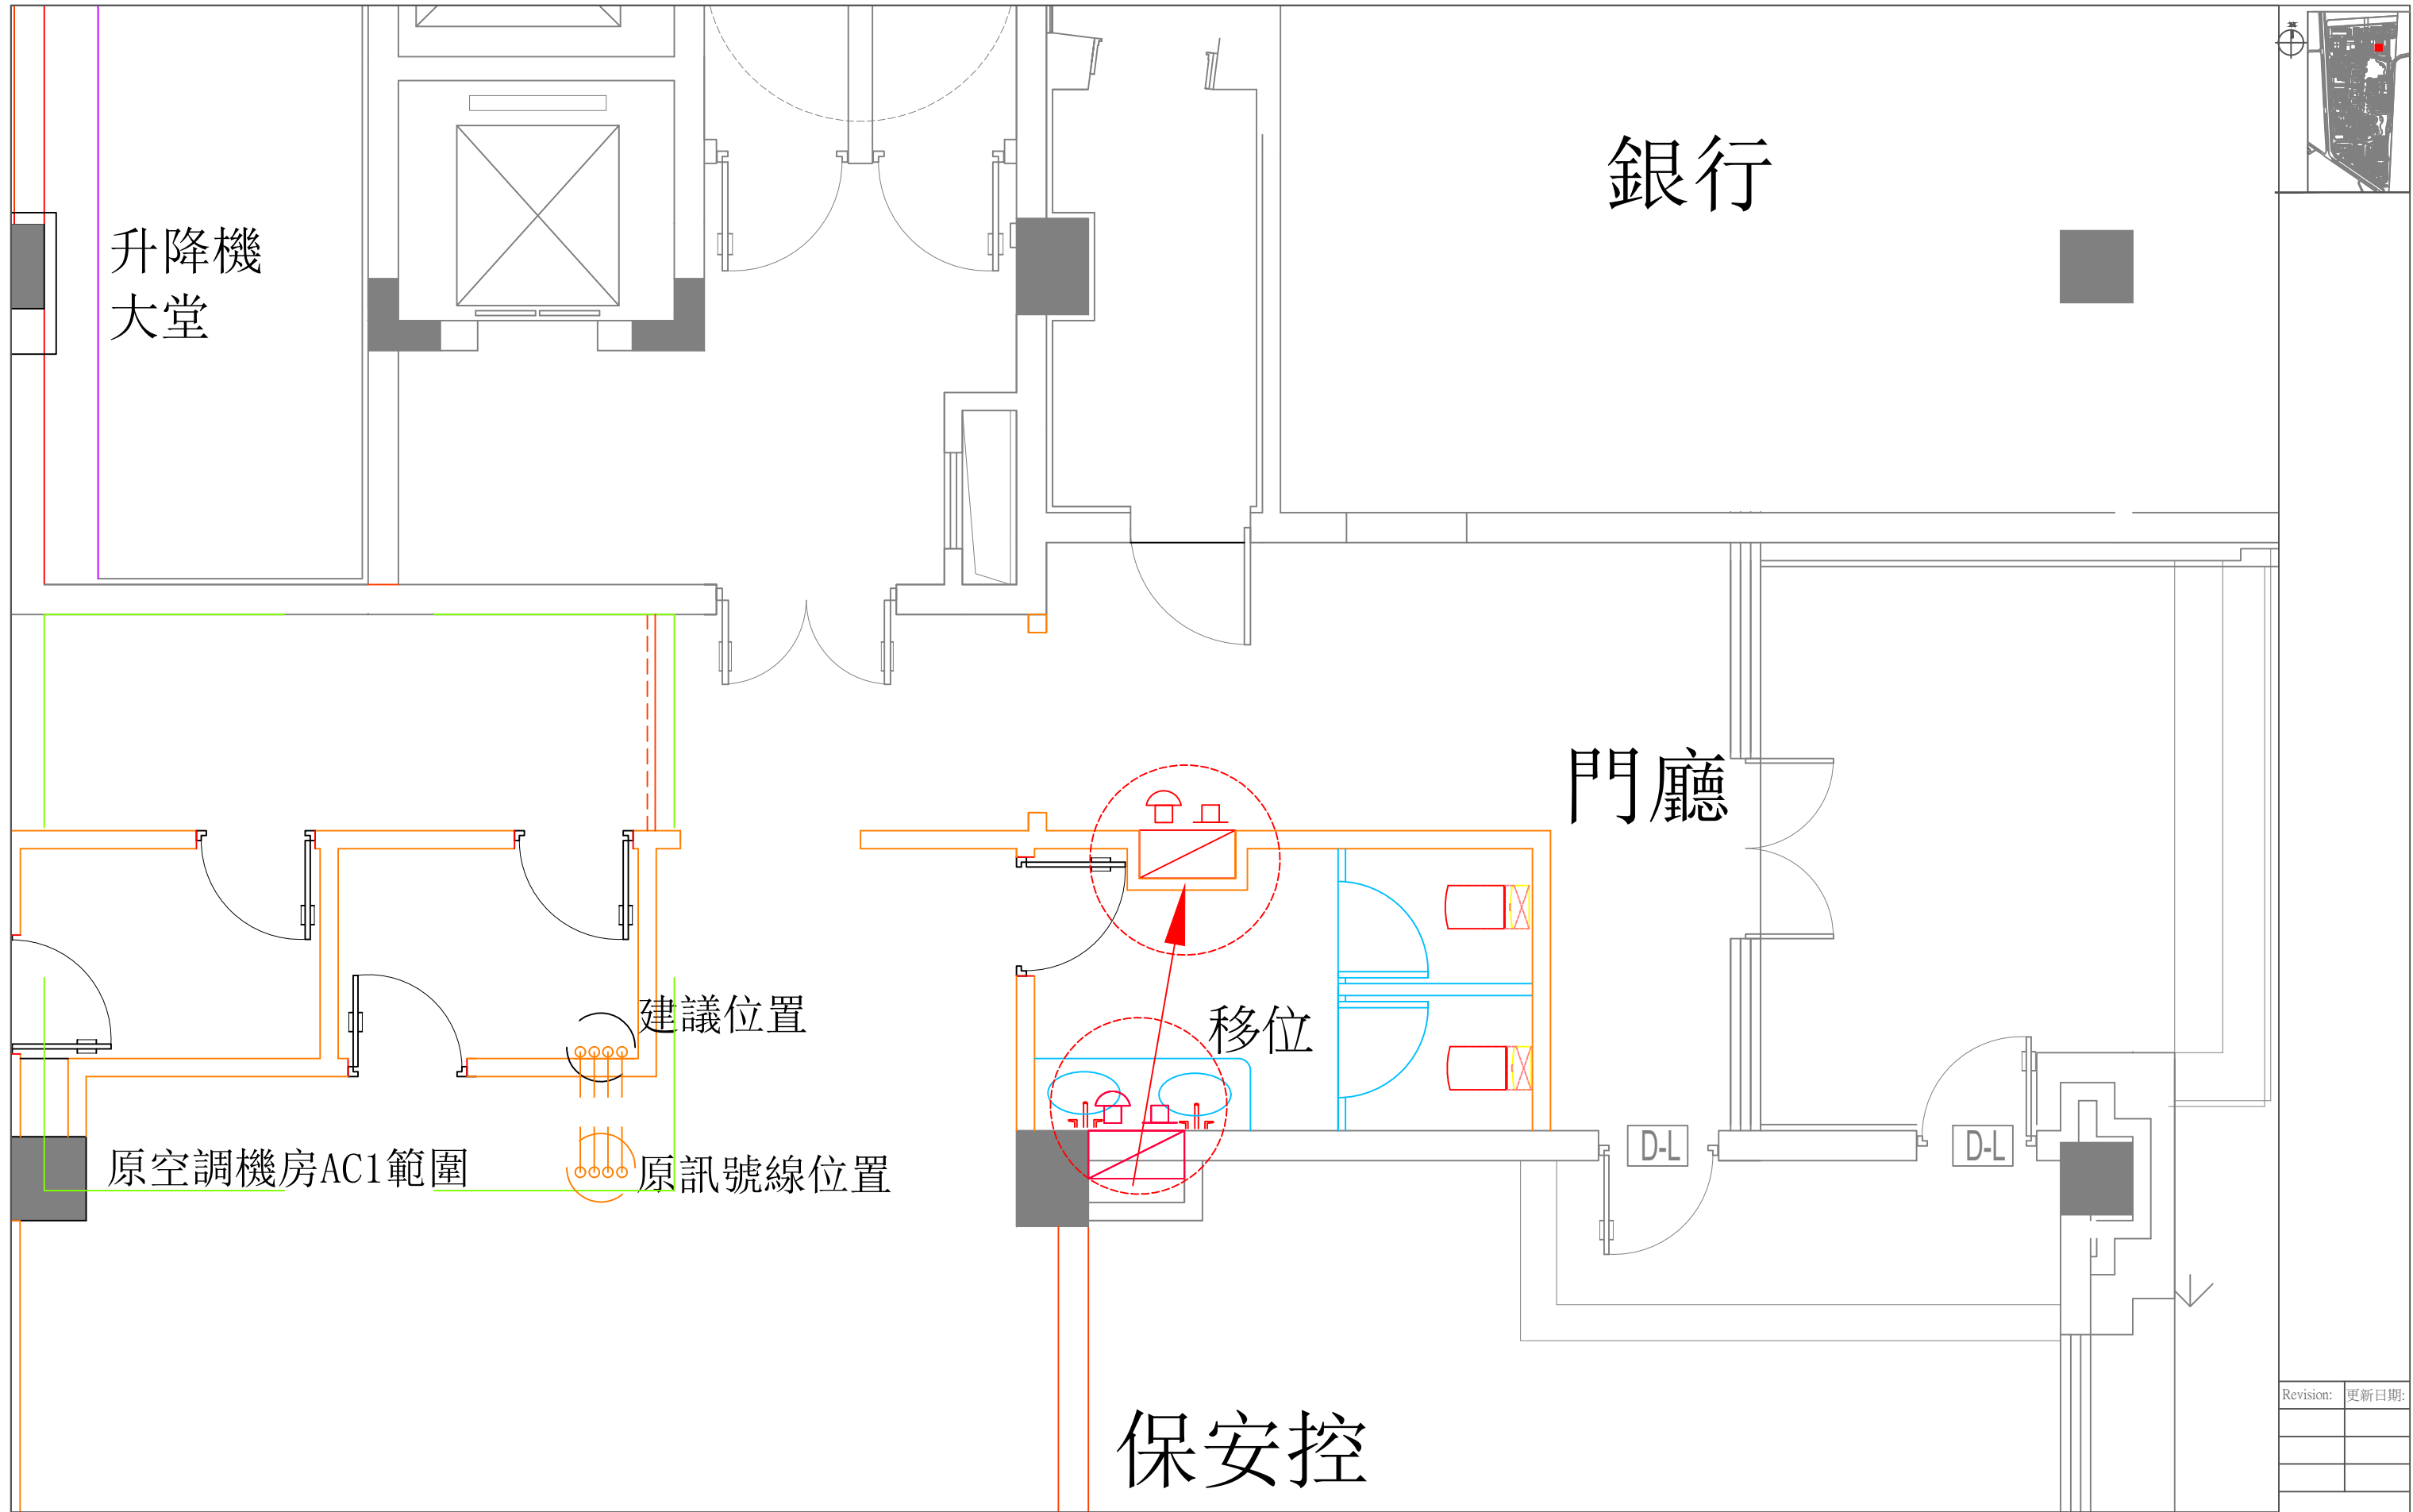 銀行
升降機
大堂
門廳
建議位置
移位
原空調機房AC1範圍
原訊號線位置
D-L
D-L
Revision:
更新日期:
保安控